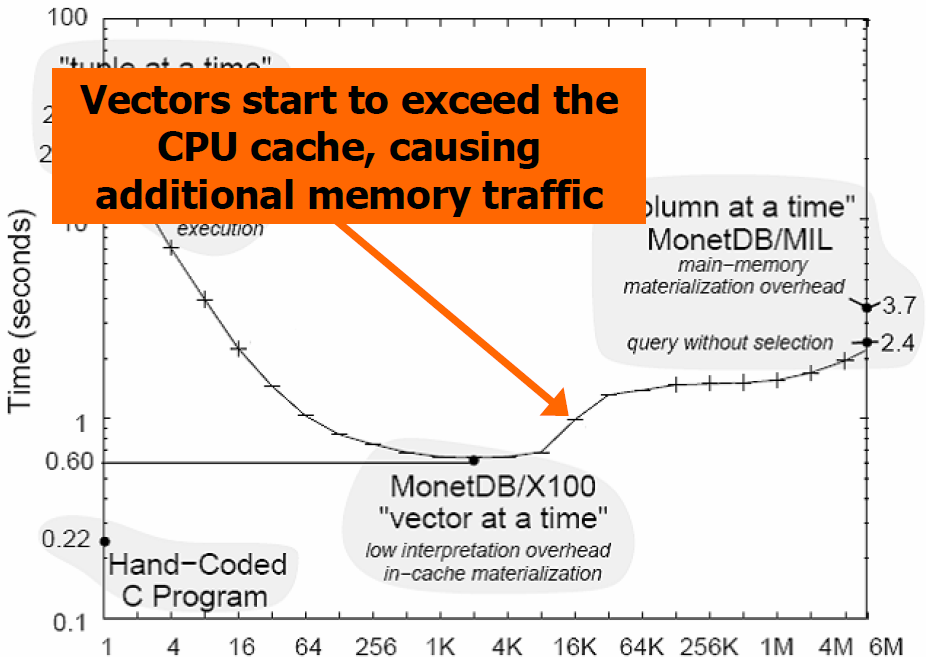 100
"tuple at a time"
Vectors start to exceed the
CPU cache, causing
additional memory traffic
execution
10
Time (seconds)
"column at a time"
MonetDB/MIL
main-memory
materialization overhead
3.7
query without selection
2.4
1
0.60
MonetDB/X100
"vector at a time"
low interpretation overhead
in-cache materialization
0.22
Hand-Coded
C Program
0.1
1 4 16 64 256 1K 4K 16K 64K 256K 1M 4M 6M